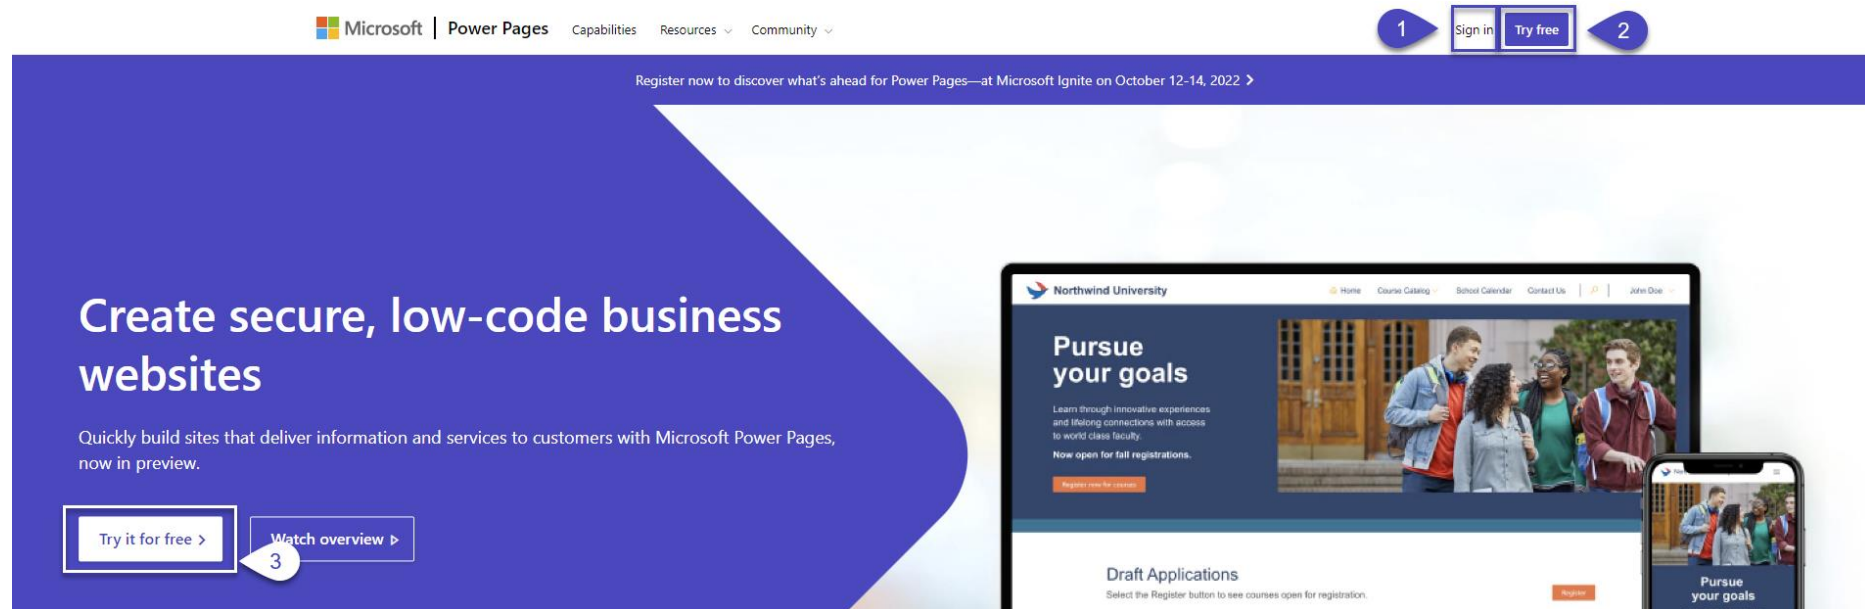 Microsoft | Power Pages Capabilities Resources Community
1 Sign in Try free 2
Register now to discover what's ahead for Power Pages—at Microsoft Ignite on October 12-14, 2022 >
Create secure, low-code business
websites
Quickly build sites that deliver information and services to customers with Microsoft Power Pages,
now in preview.
Try it for free >
3
Watch overview
Northwind University Home Course Catalog School Calendar Contact Us John Doe
Pursue
your goals
Learn through innovative experiences
and lifelong connections with access
to world class faculty.
Now open for fall registrations.
Register now for courses
Draft Applications
Select the Register button to see courses open for registration.
Register
Pursue
your goals